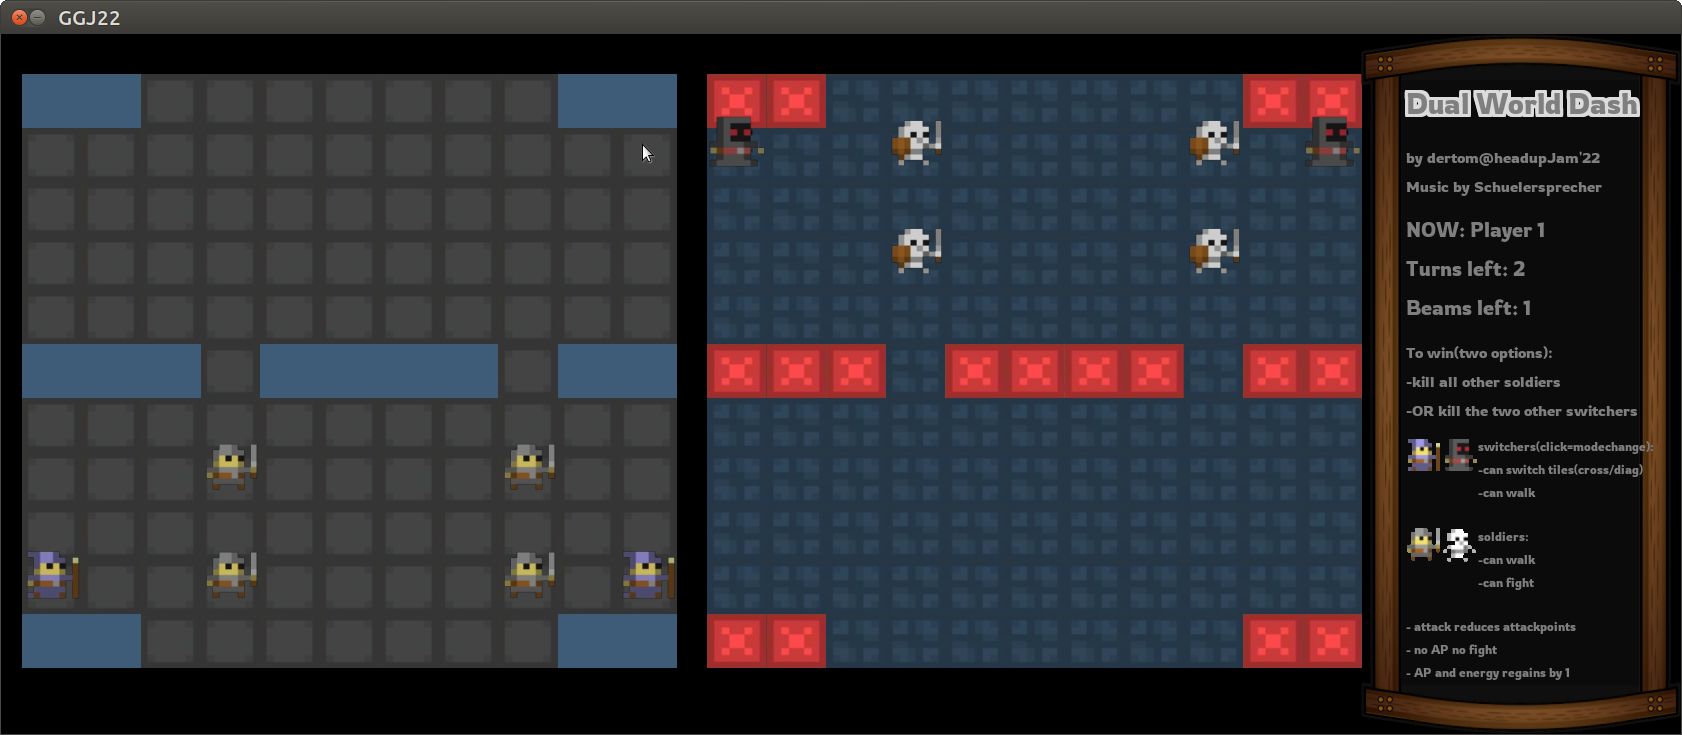 GGJ22
Dual World Dash
by dertom@headupJam'22
Music by Schuelersprecher
NOW: Player 1
Turns left: 2
Beams left: 1
To win(two options):
-kill all other soldiers
-OR kill the two other switchers
switchers(click=modechange):
-can switch tiles(cross/diag)
-can walk
soldiers:
-can walk
-can fight
- attack reduces attackpoints
- no AP no fight
- AP and energy regains by 1